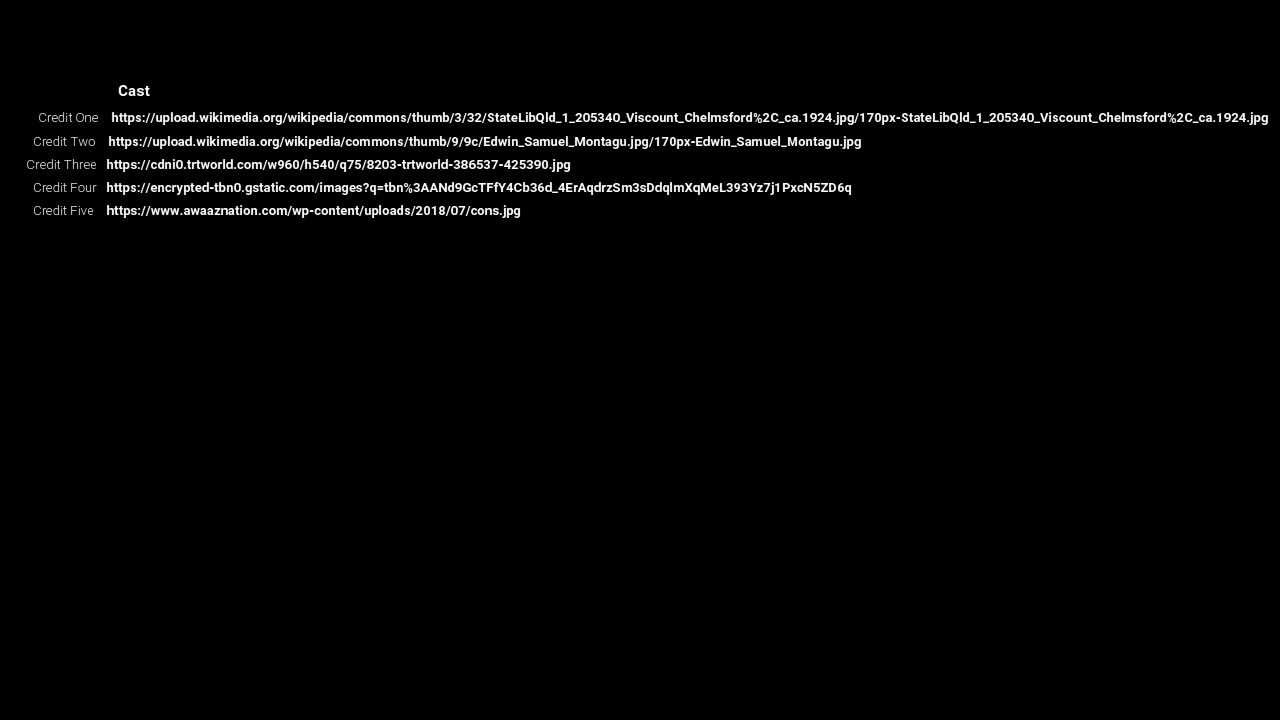 Cast
Credit One https://upload.wikimedia.org/wikipedia/commons/thumb/3/32/StateLibQld_1_205340_Viscount_Chelmsford%2C_ca.1924.jpg/170px-StateLibQld_1_205340_Viscount_Chelmsford%2C_ca.1924.jpg
Credit Two https://upload.wikimedia.org/wikipedia/commons/thumb/9/9c/Edwin_Samuel_Montagu.jpg/170px-Edwin_Samuel_Montagu.jpg
Credit Three https://cdni0.trtworld.com/w960/h540/q75/8203-trtworld-386537-425390.jpg
Credit Four https://encrypted-tbn0.gstatic.com/images?q=tbn%3AANd9GcTFfY4Cb36d_4ErAqdrzSm3sDdqlmXqMeL393Yz7j1PxcN5ZD6q
Credit Five https://www.awaaznation.com/wp-content/uploads/2018/07/cons.jpg